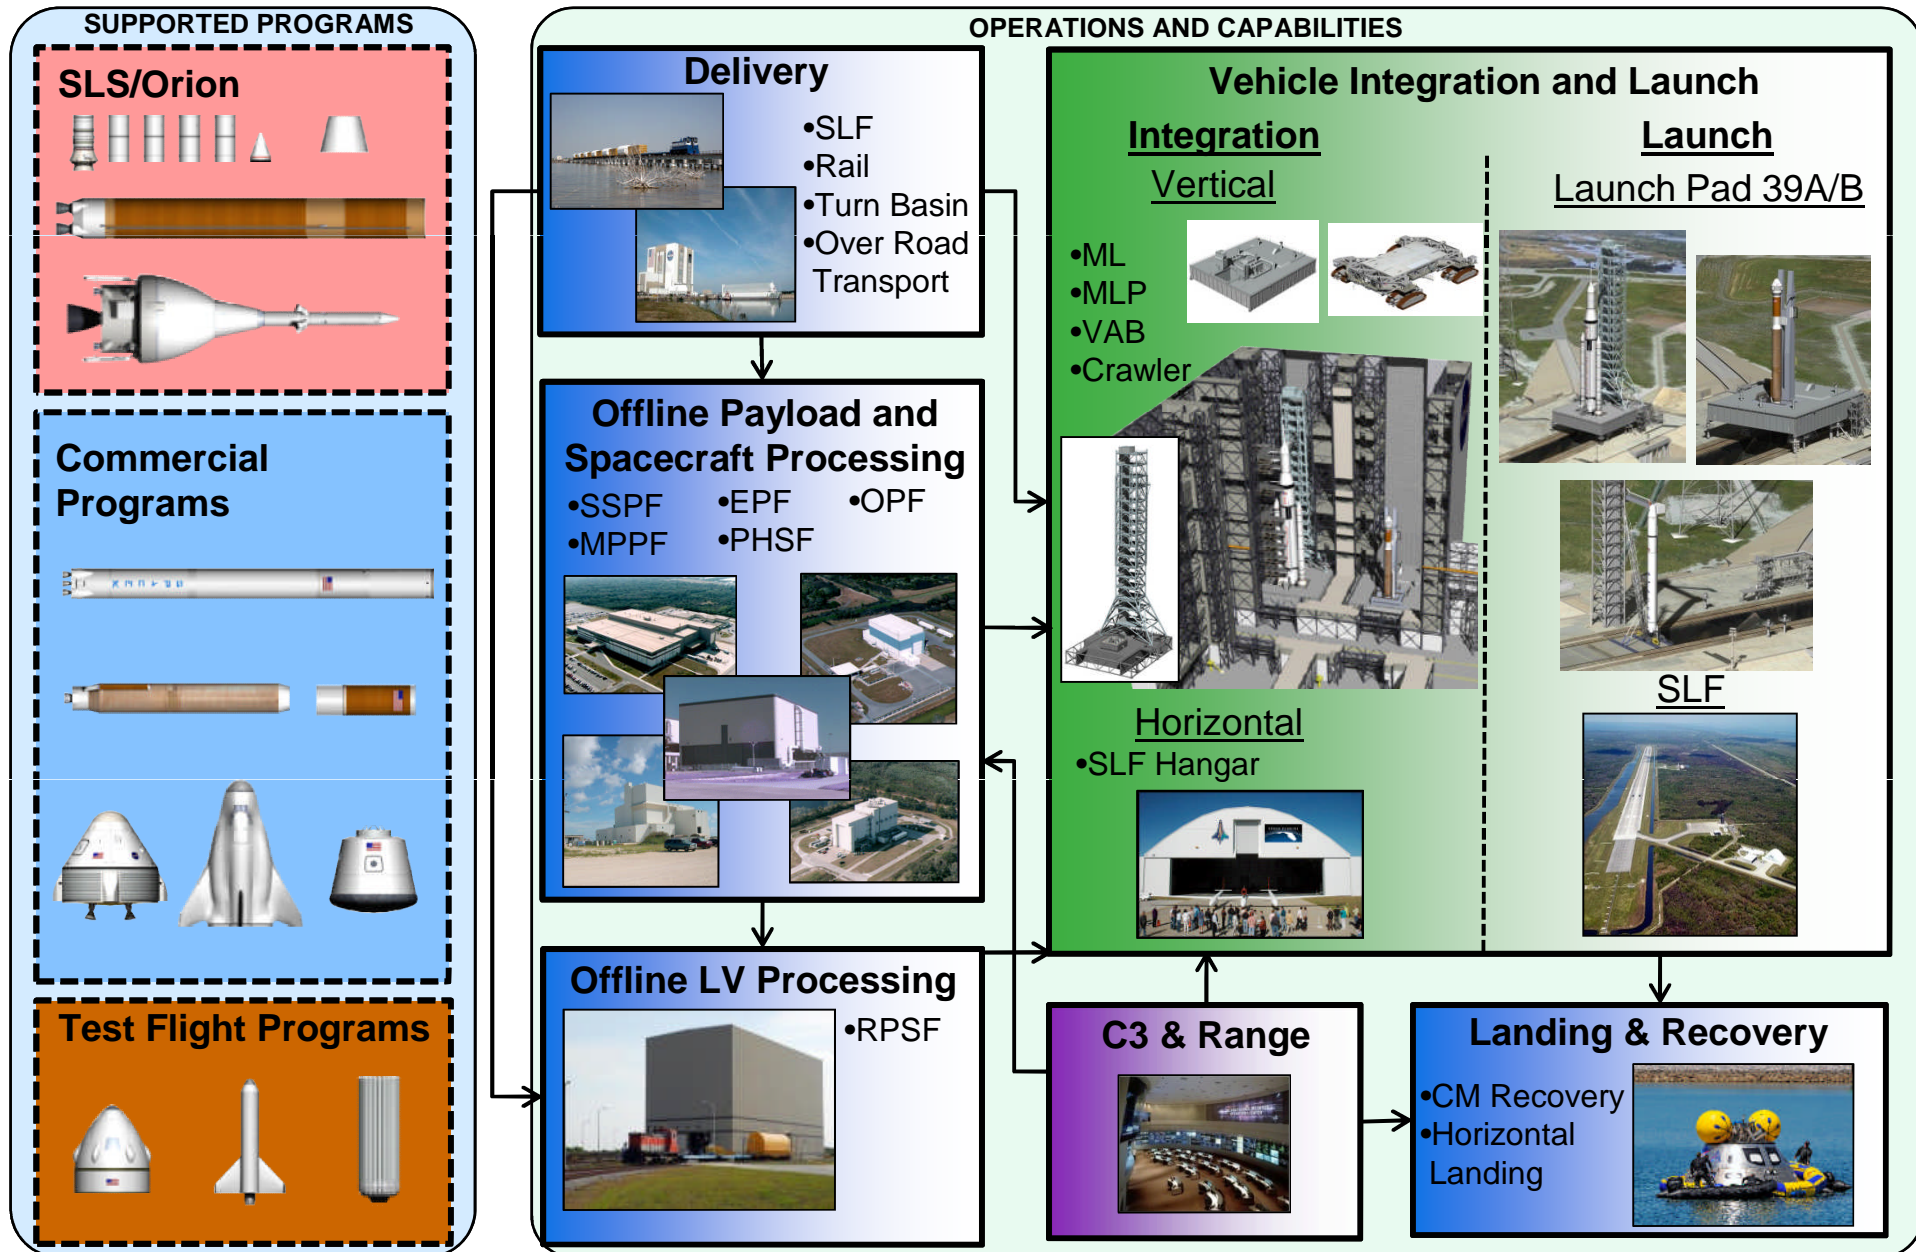 SUPPORTED PROGRAMS
SLS/Orion
Commercial
Programs
Test Flight Programs
OPERATIONS AND CAPABILITIES
Delivery
•SLF
•Rail
•Turn Basin
•Over Road
Transport
Offline Payload and
Spacecraft Processing
•SSPF
•EPF
•OPF
•MPPF
•PHSF
Offline LV Processing
•RPSF
Vehicle Integration and Launch
Integration
Vertical
•ML
•MLP
•VAB
•Crawler
Horizontal
•SLF Hangar
Launch
Launch Pad 39A/B
SLF
C3 & Range
Landing & Recovery
•CM Recovery
•Horizontal
Landing